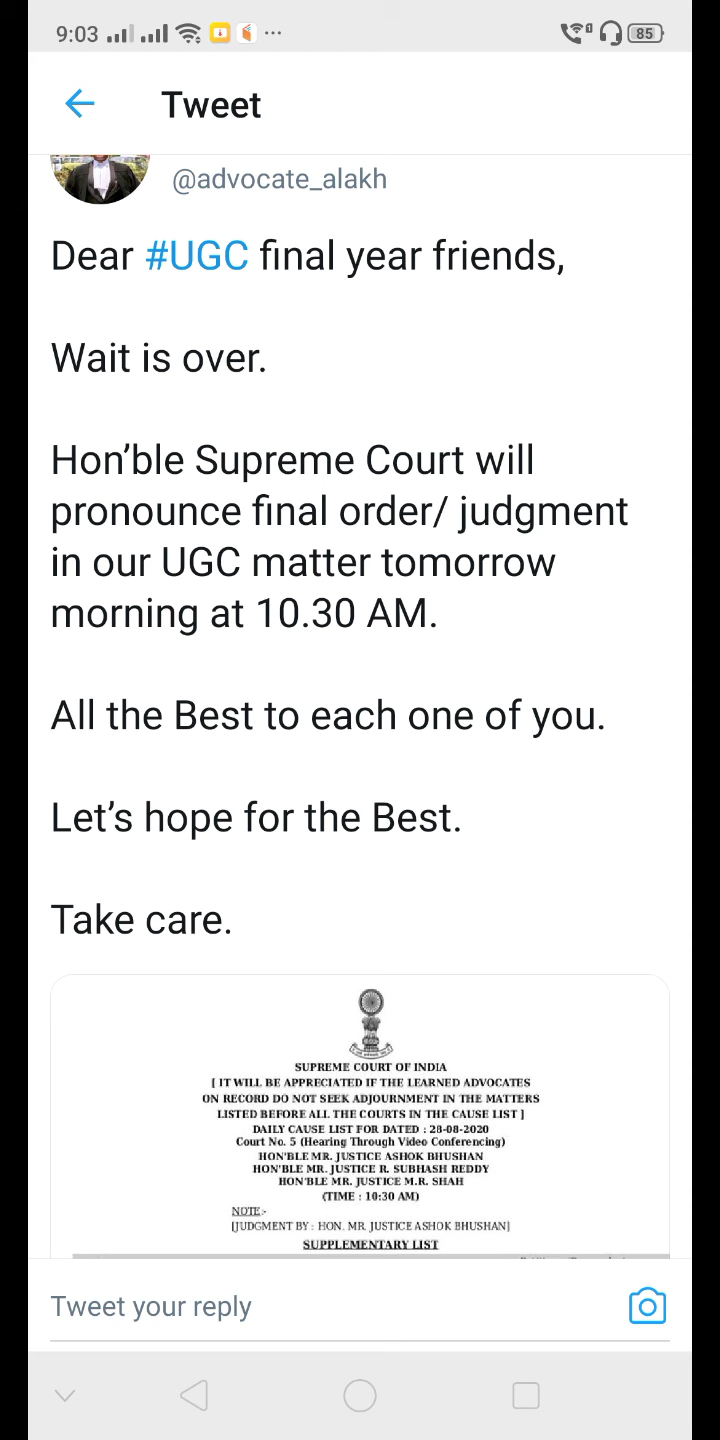 9:03
85
Tweet
@advocate_alakh
Dear #UGC final year friends,
Wait is over.
Hon’ble Supreme Court will
pronounce final order/ judgment
in our UGC matter tomorrow
morning at 10.30 AM.
All the Best to each one of you.
Let’s hope for the Best.
Take care.
SUPREME COURT OF INDIA
[ IT WILL BE APPRECIATED IF THE LEARNED ADVOCATES
ON RECORD DO NOT SEEK ADJOURNMENT IN THE MATTERS
LISTED BEFORE ALL THE COURTS IN THE CAUSE LIST ]
DAILY CAUSE LIST FOR DATED : 28-08-2020
Court No. 5 (Hearing Through Video Conferencing)
HON'BLE MR. JUSTICE ASHOK BHUSHAN
HON'BLE MR. JUSTICE R. SUBHASH REDDY
HON'BLE MR. JUSTICE M.R. SHAH
(TIME : 10:30 AM)
NOTE:-
[JUDGMENT BY : HON. MR. JUSTICE ASHOK BHUSHAN]
SUPPLEMENTARY LIST
Tweet your reply